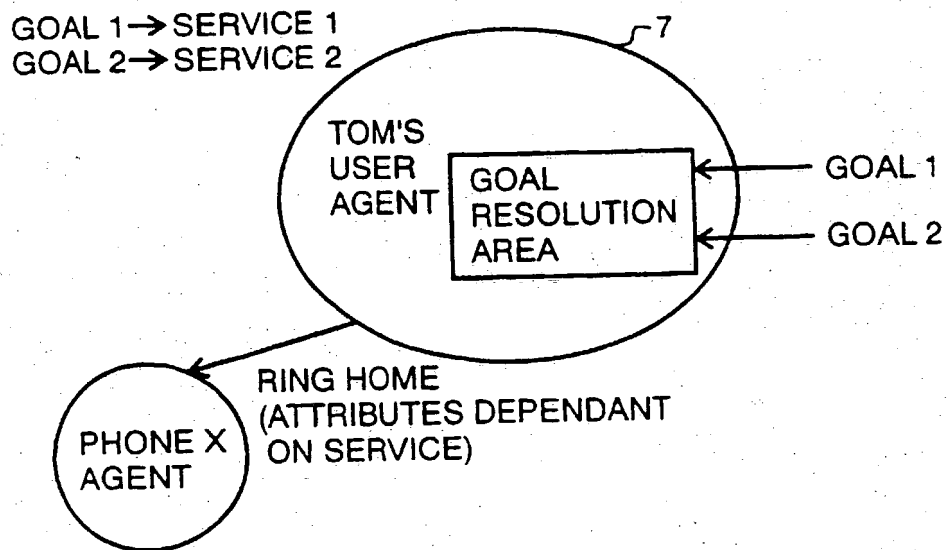 GOAL 1→SERVICE 1
GOAL 2→SERVICE 2
7
TOM'S
USER
AGENT
GOAL
RESOLUTION
AREA
GOAL 1
GOAL 2
RING HOME
(ATTRIBUTES DEPENDANT
ON SERVICE)
PHONE X
AGENT